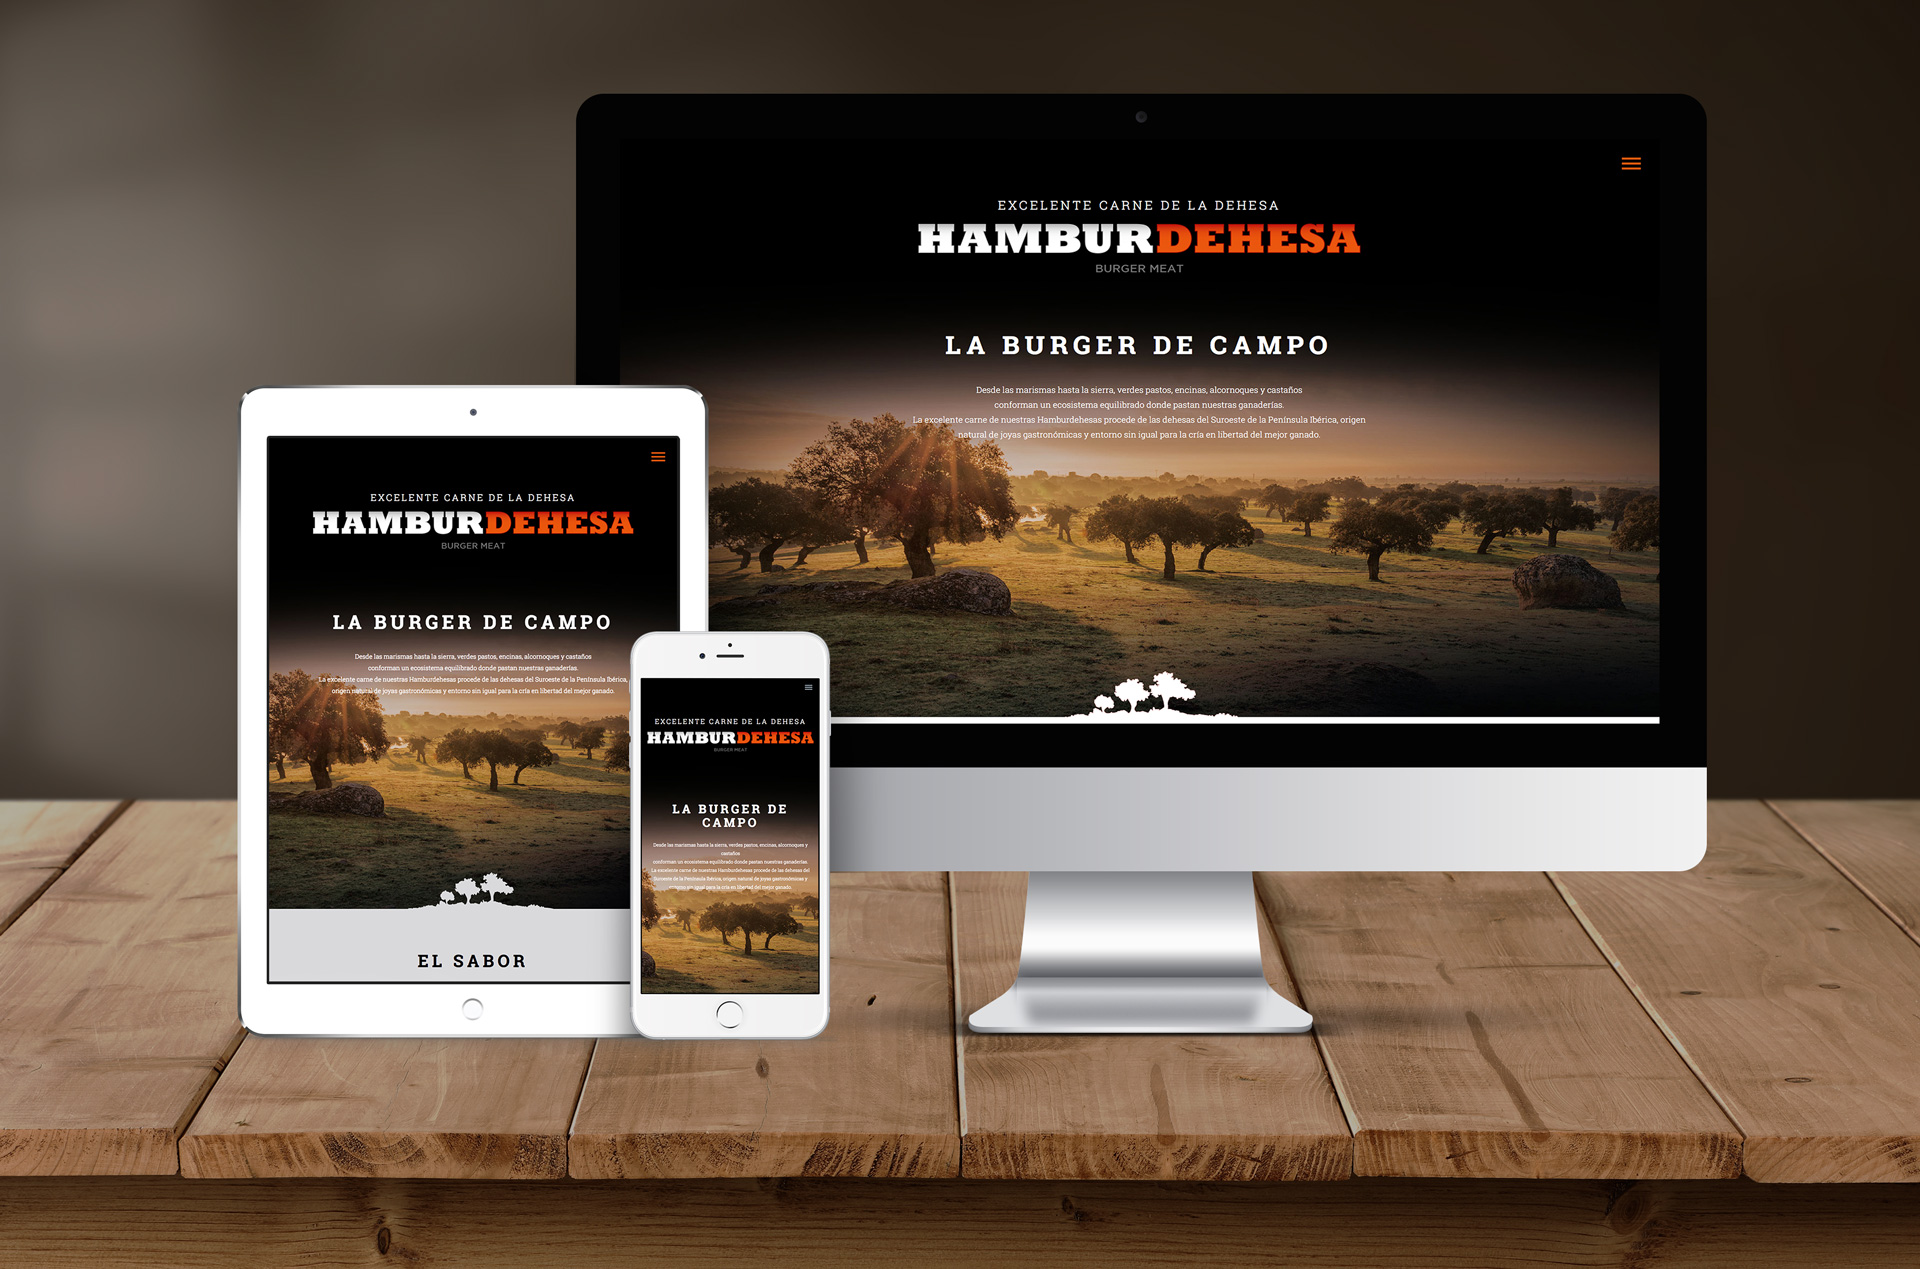 EXCELENTE CARNE DE LA DEHESA
HAMBURDEHESA
BURGER MEAT
LA BURGER DE CAMPO
Desde las marismas hasta la sierra, verdes pastos, encinas, alcornoques y castaños
conforman un ecosistema equilibrado donde pastan nuestras ganaderías.
La excelente carne de nuestras Hamburdehesas procede de las dehesas del Suroeste de la Península Ibérica, origen
natural de joyas gastronómicas y entorno sin igual para la cría en libertad del mejor ganado.
EXCELENTE CARNE DE LA DEHESA
HAMBURDEHESA
BURGER MEAT
LA BURGER DE CAMPO
Desde las marismas hasta la sierra, verdes pastos, encinas, alcornoques y castaños
conforman un ecosistema equilibrado donde pastan nuestras ganaderías.
La excelente carne de nuestras Hamburdehesas procede de las dehesas del Suroeste de la Península Ibérica,
origen natural de joyas gastronómicas y entorno sin igual para la cría en libertad del mejor ganado.
EL SABOR
EXCELENTE CARNE DE LA DEHESA
HAMBURDEHESA
BURGER MEAT
LA BURGER DE
CAMPO
Desde las marismas hasta la sierra, verdes pastos, encinas, alcornoques y
castaños
conforman un ecosistema equilibrado donde pastan nuestras ganaderías.
La excelente carne de nuestras Hamburdehesas procede de las dehesas del
Suroeste de la Península Ibérica, origen natural de joyas gastronómicas y
entorno sin igual para la cría en libertad del mejor ganado.